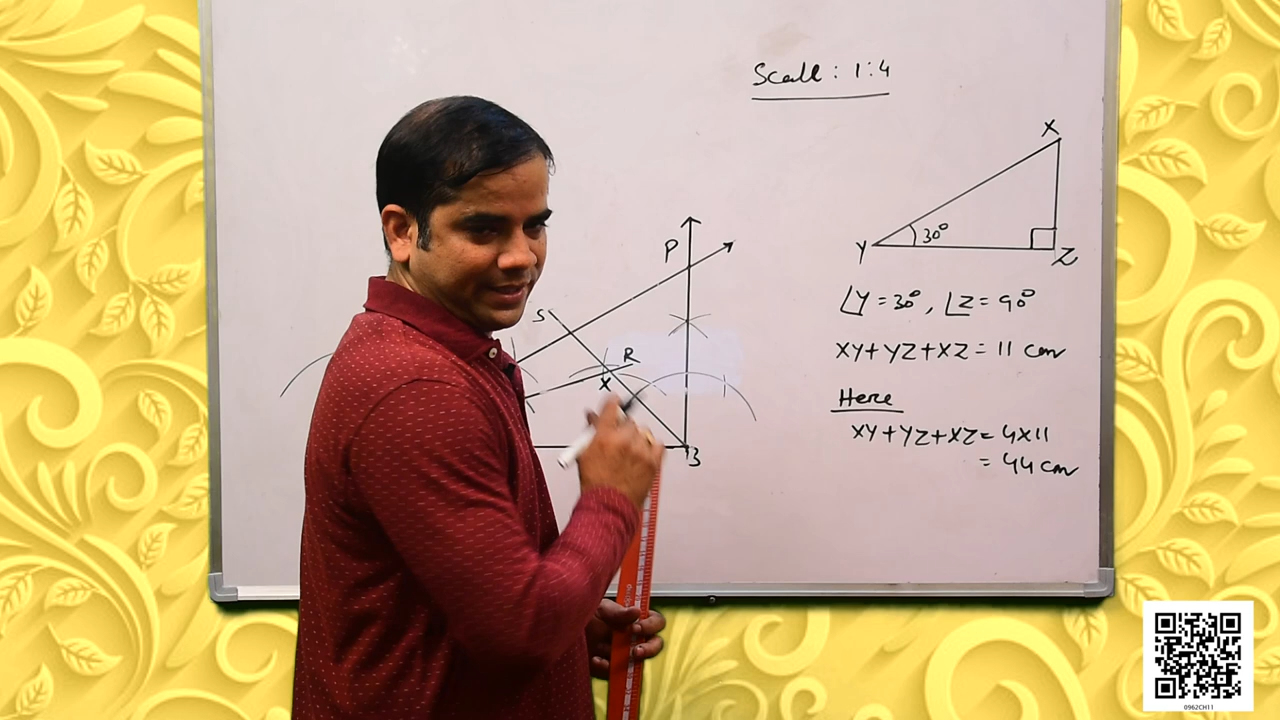 Scale : 1:4
X
30°
Y
Z
∠Y = 30°, ∠Z = 90°
XY+YZ+XZ = 11 cm
Here
XY+YZ+XZ = 4×11
= 44 cm
P
S
R
X
B
0962CH11